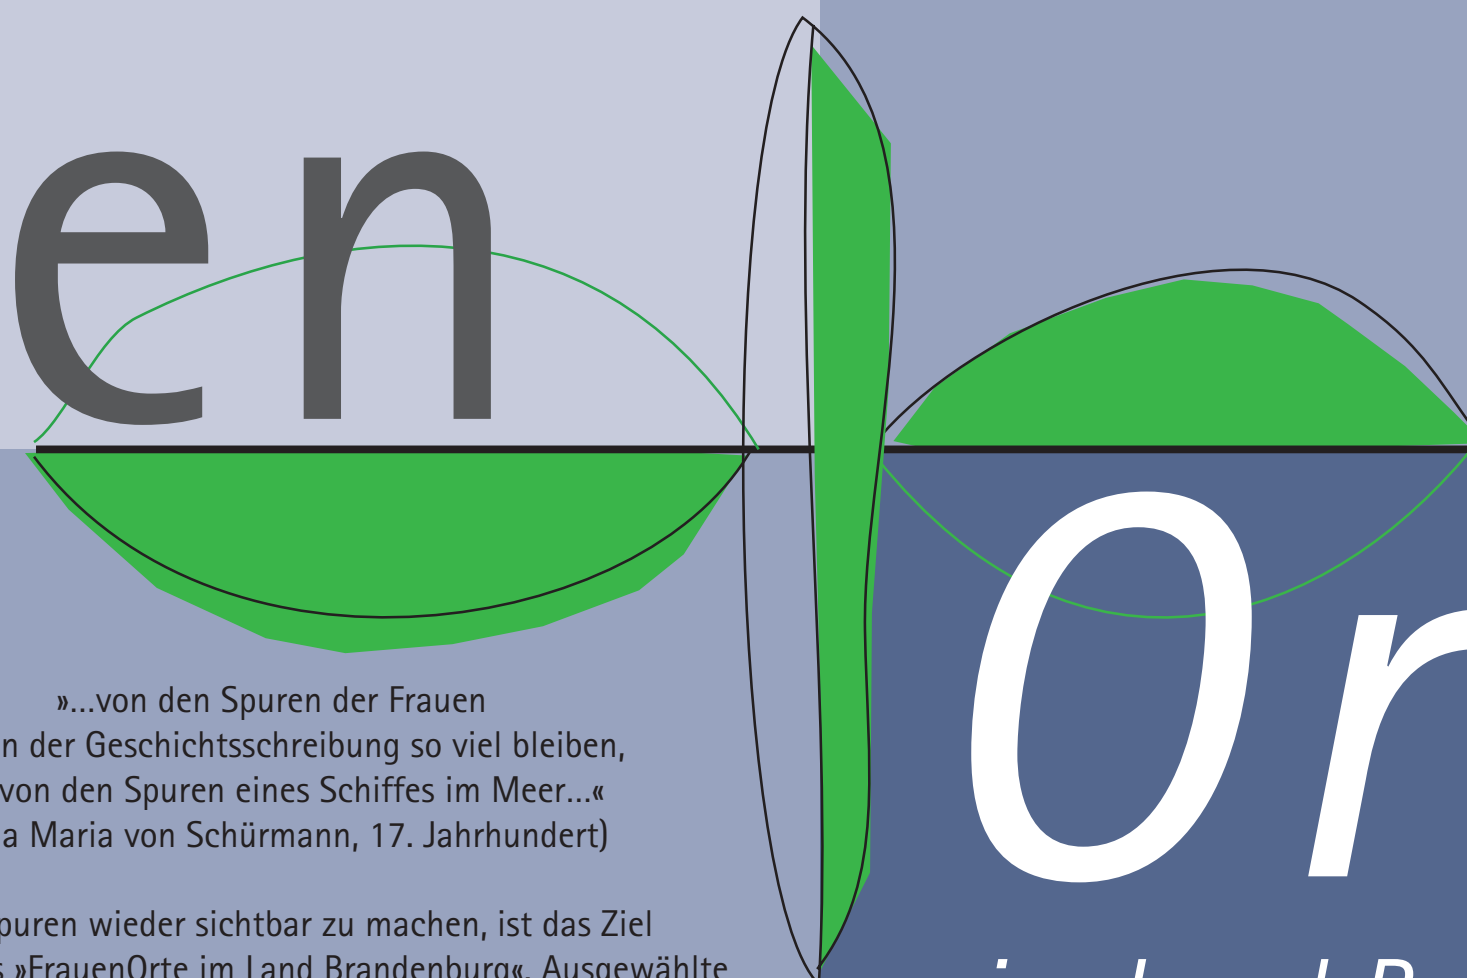 en
»...von den Spuren der Frauen
der Geschichtsschreibung so viel bleiben,
von den Spuren eines Schiffes im Meer...«
Maria von Schürmann, 17. Jahrhundert)
wieder sichtbar zu machen, ist das Ziel
»FrauenOrte im Land Brandenburg«. Ausgewählte
Or